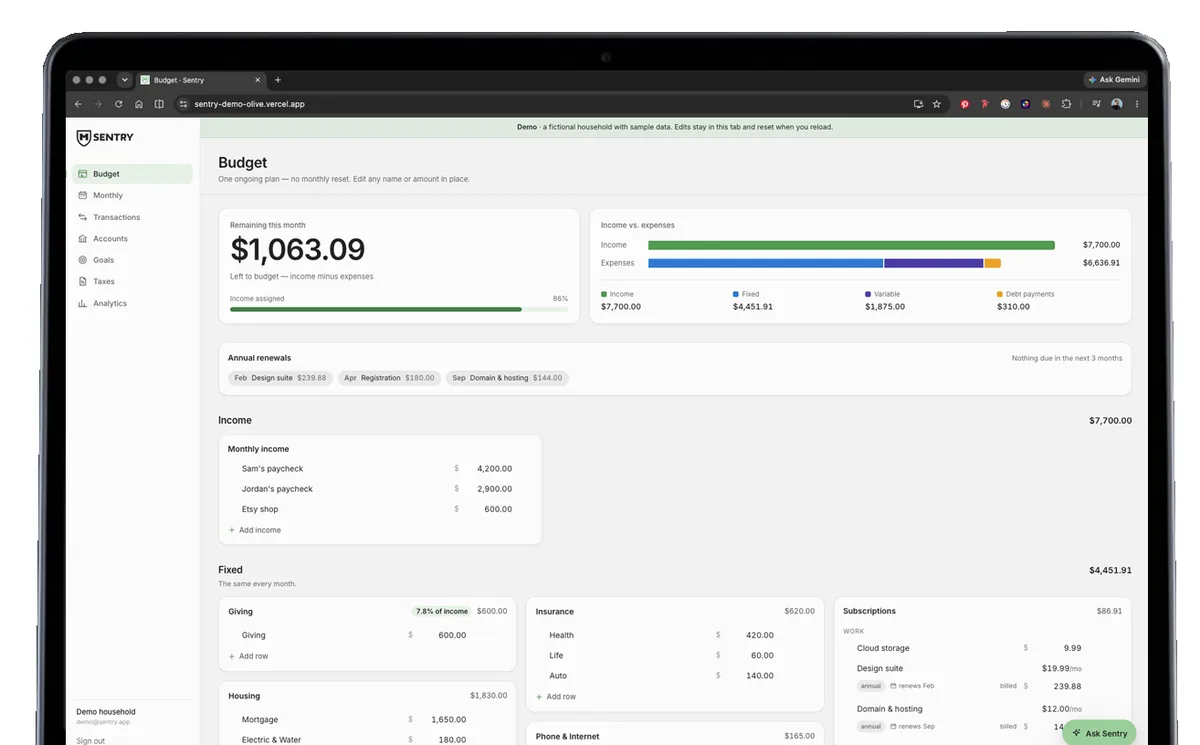 Budget - Sentry
Ask Gemini
sentry-demo-olive.vercel.app
SENTRY
Demo · a fictional household with sample data. Edits stay in this tab and reset when you reload.
Budget
Monthly
Transactions
Accounts
Goals
Taxes
Analytics
Demo household
demo@sentry.app
Sign out
Budget
One ongoing plan — no monthly reset. Edit any name or amount in place.
Remaining this month
$1,063.09
Left to budget — income minus expenses
Income assigned 86%
Income vs. expenses
Income $7,700.00
Expenses $6,636.91
Income Fixed Variable Debt payments
$7,700.00 $4,451.91 $1,875.00 $310.00
Annual renewals Nothing due in the next 3 months
Feb Design suite $239.88 Apr Registration $180.00 Sep Domain & hosting $144.00
Income $7,700.00
Monthly income
Sam's paycheck $ 4,200.00
Jordan's paycheck $ 2,900.00
Etsy shop $ 600.00
+ Add income
Fixed $4,451.91
The same every month.
Giving 7.8% of income $600.00
Giving $ 600.00
+ Add row
Housing $1,830.00
Mortgage $ 1,650.00
Electric & Water $ 180.00
Insurance $620.00
Health $ 420.00
Life $ 60.00
Auto $ 140.00
+ Add row
Phone & Internet $165.00
Subscriptions $86.91
WORK
Cloud storage $ 9.99
Design suite $19.99/mo
annual renews Feb billed $ 239.88
Domain & hosting $12.00/mo
annual renews Sep billed $
Ask Sentry